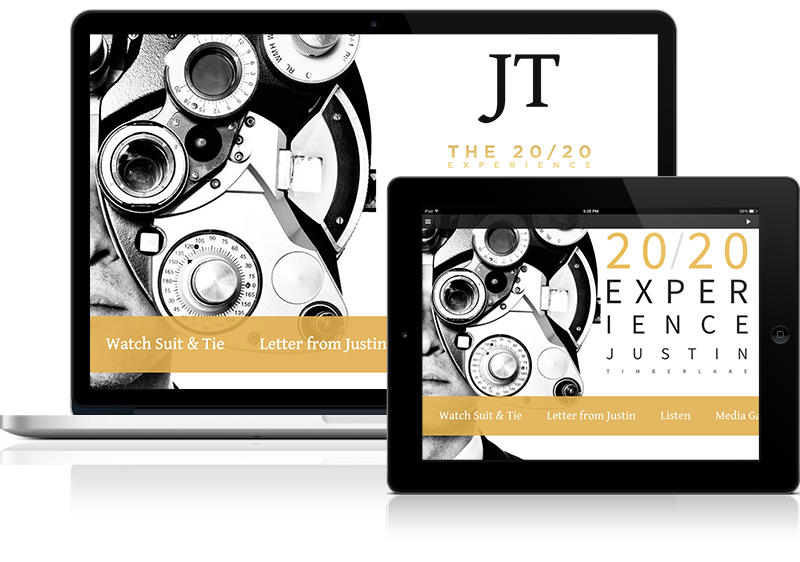 JT
THE 20/20
EXPERIENCE
Watch Suit & Tie Letter from Justin
iPad 5:28 PM
20/20
EXPER
IENCE
JUSTIN
TIMBERLAKE
Watch Suit & Tie Letter from Justin Listen Media Ga